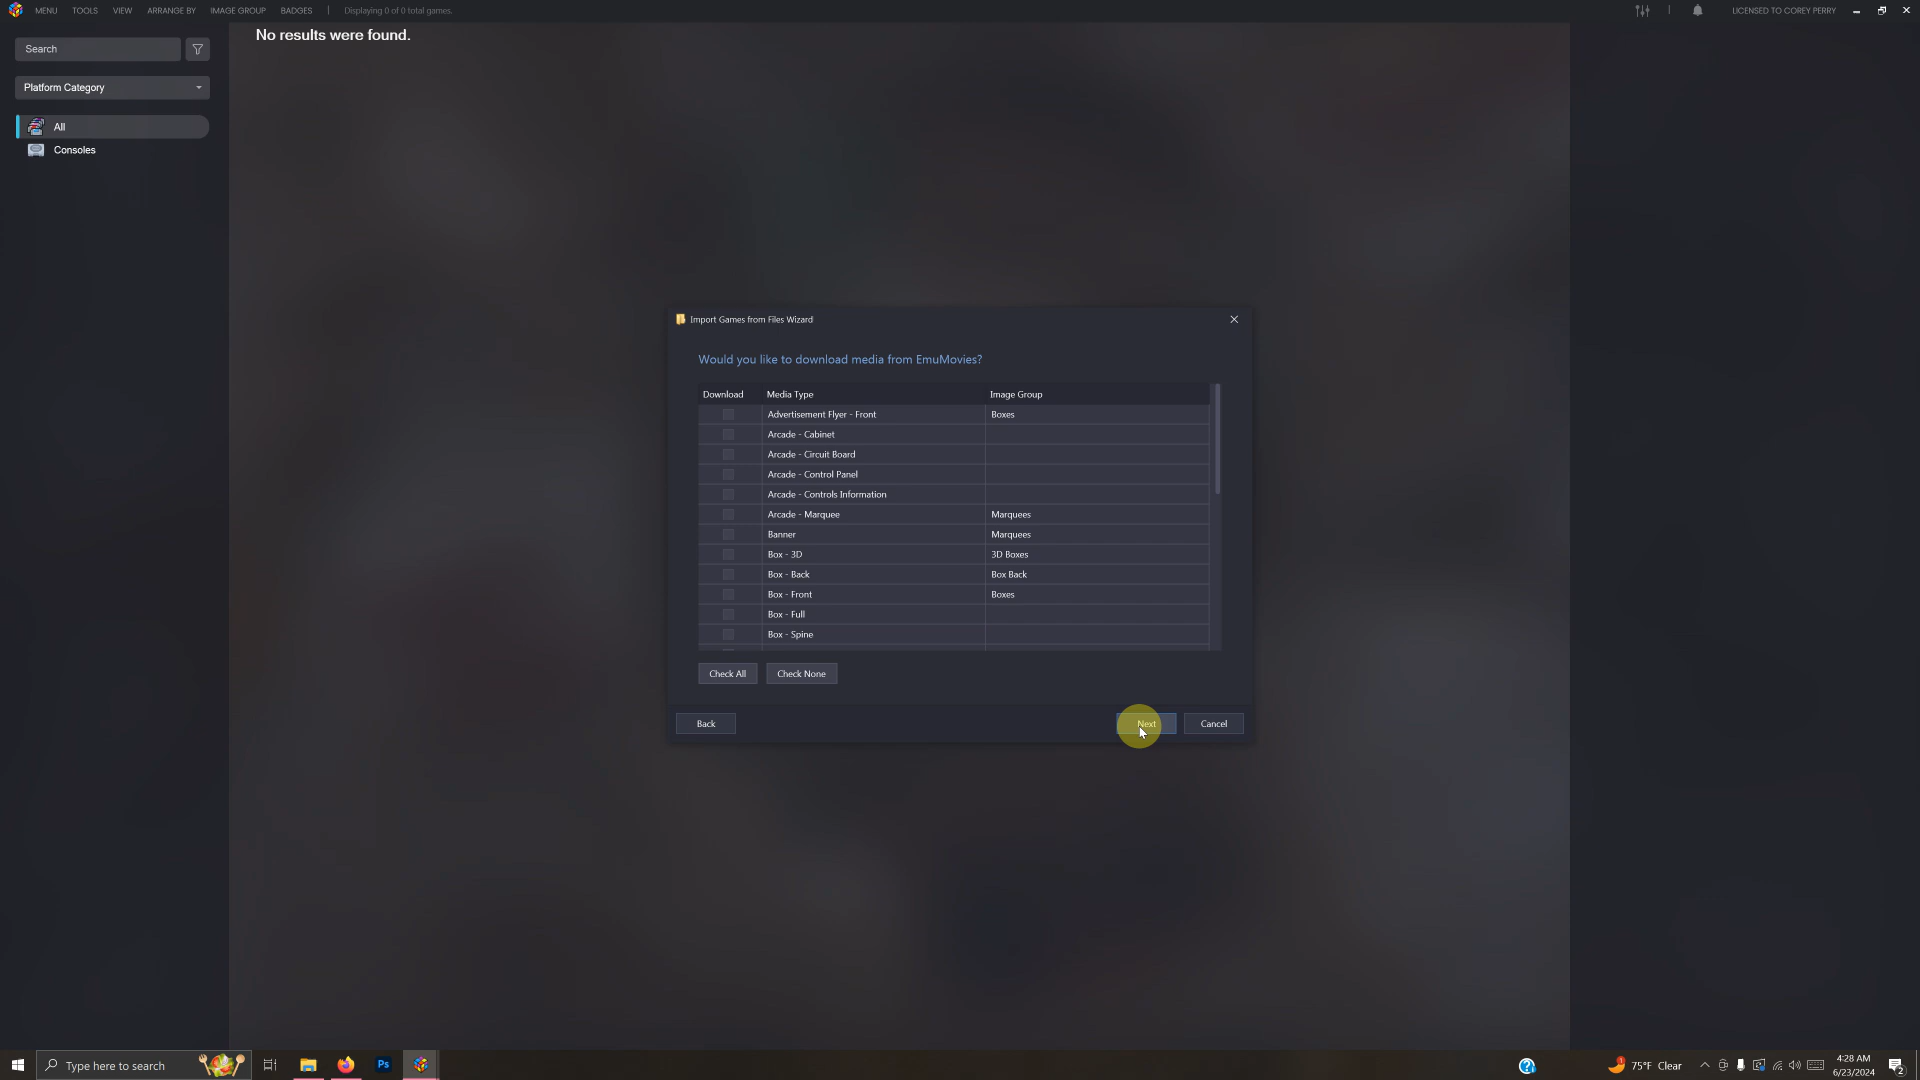 MENU TOOLS VIEW ARRANGE BY IMAGE GROUP BADGES | Displaying 0 of 0 total games. LICENSED TO COREY PERRY
Search
No results were found.
Platform Category
All
Consoles
Import Games from Files Wizard
Would you like to download media from EmuMovies?
Download Media Type Image Group
Advertisement Flyer - Front Boxes
Arcade - Cabinet
Arcade - Circuit Board
Arcade - Control Panel
Arcade - Controls Information
Arcade - Marquee Marquees
Banner Marquees
Box - 3D 3D Boxes
Box - Back Box Back
Box - Front Boxes
Box - Full
Box - Spine
Check All Check None
Back Next Cancel
Type here to search
Ps
1
75°F Clear
4:28 AM
6/23/2024
2